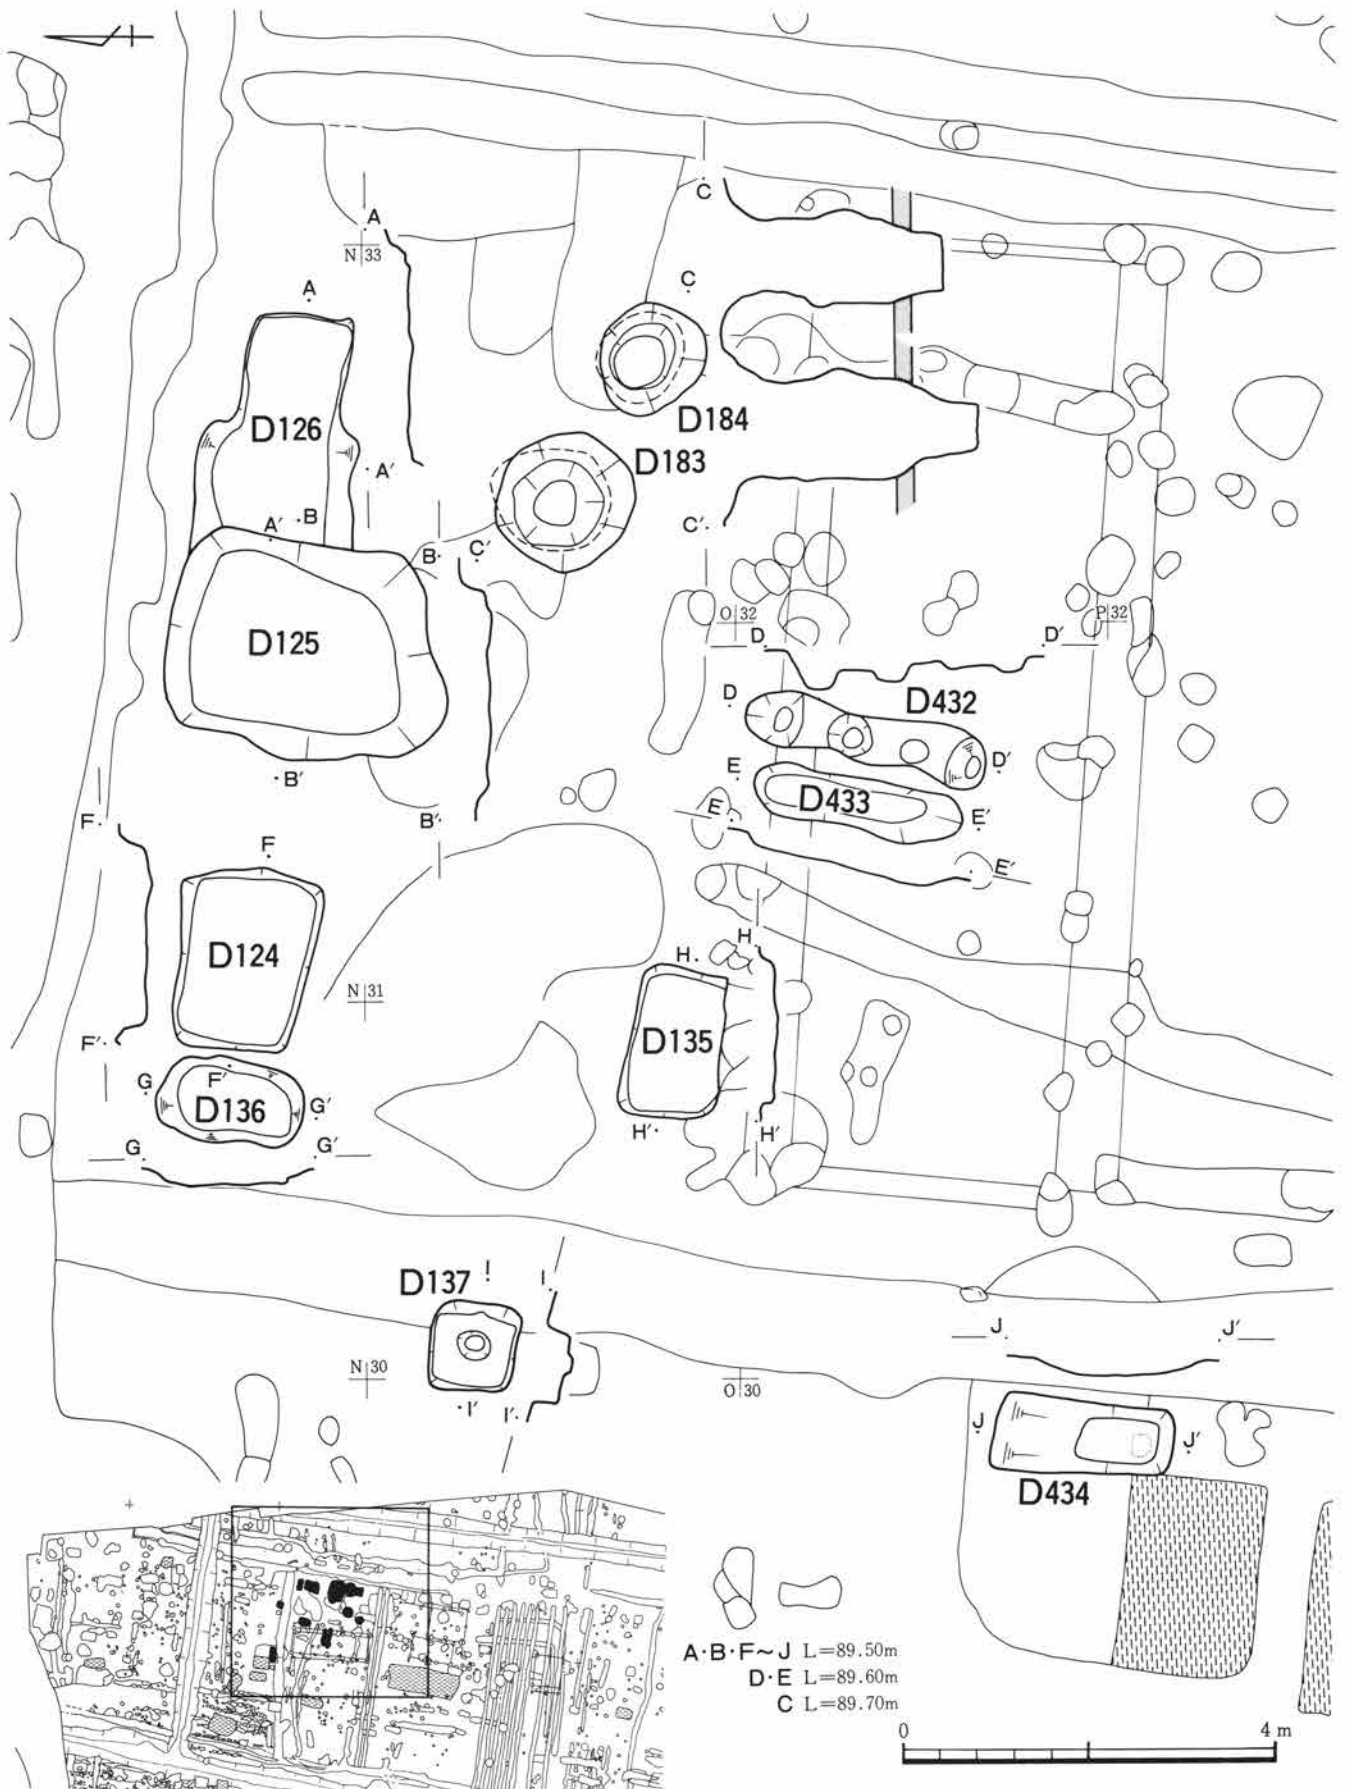 C
A
N 33
C
A
D184
D126
D183
A'
B
A'
C'
B
C'
O 32
P 32
D
D'
D125
D432
D
D'
E
B'
D433
E
E'
F
B'
F
E'
D124
H
H
N 31
D135
F'
G
F'
G'
D136
H'
H'
G
G'
D137
I
J
J'
N 30
O 30
I'
I'
J
J'
D434
A·B·F～J L=89.50m
D·E L=89.60m
C L=89.70m
0 4 m